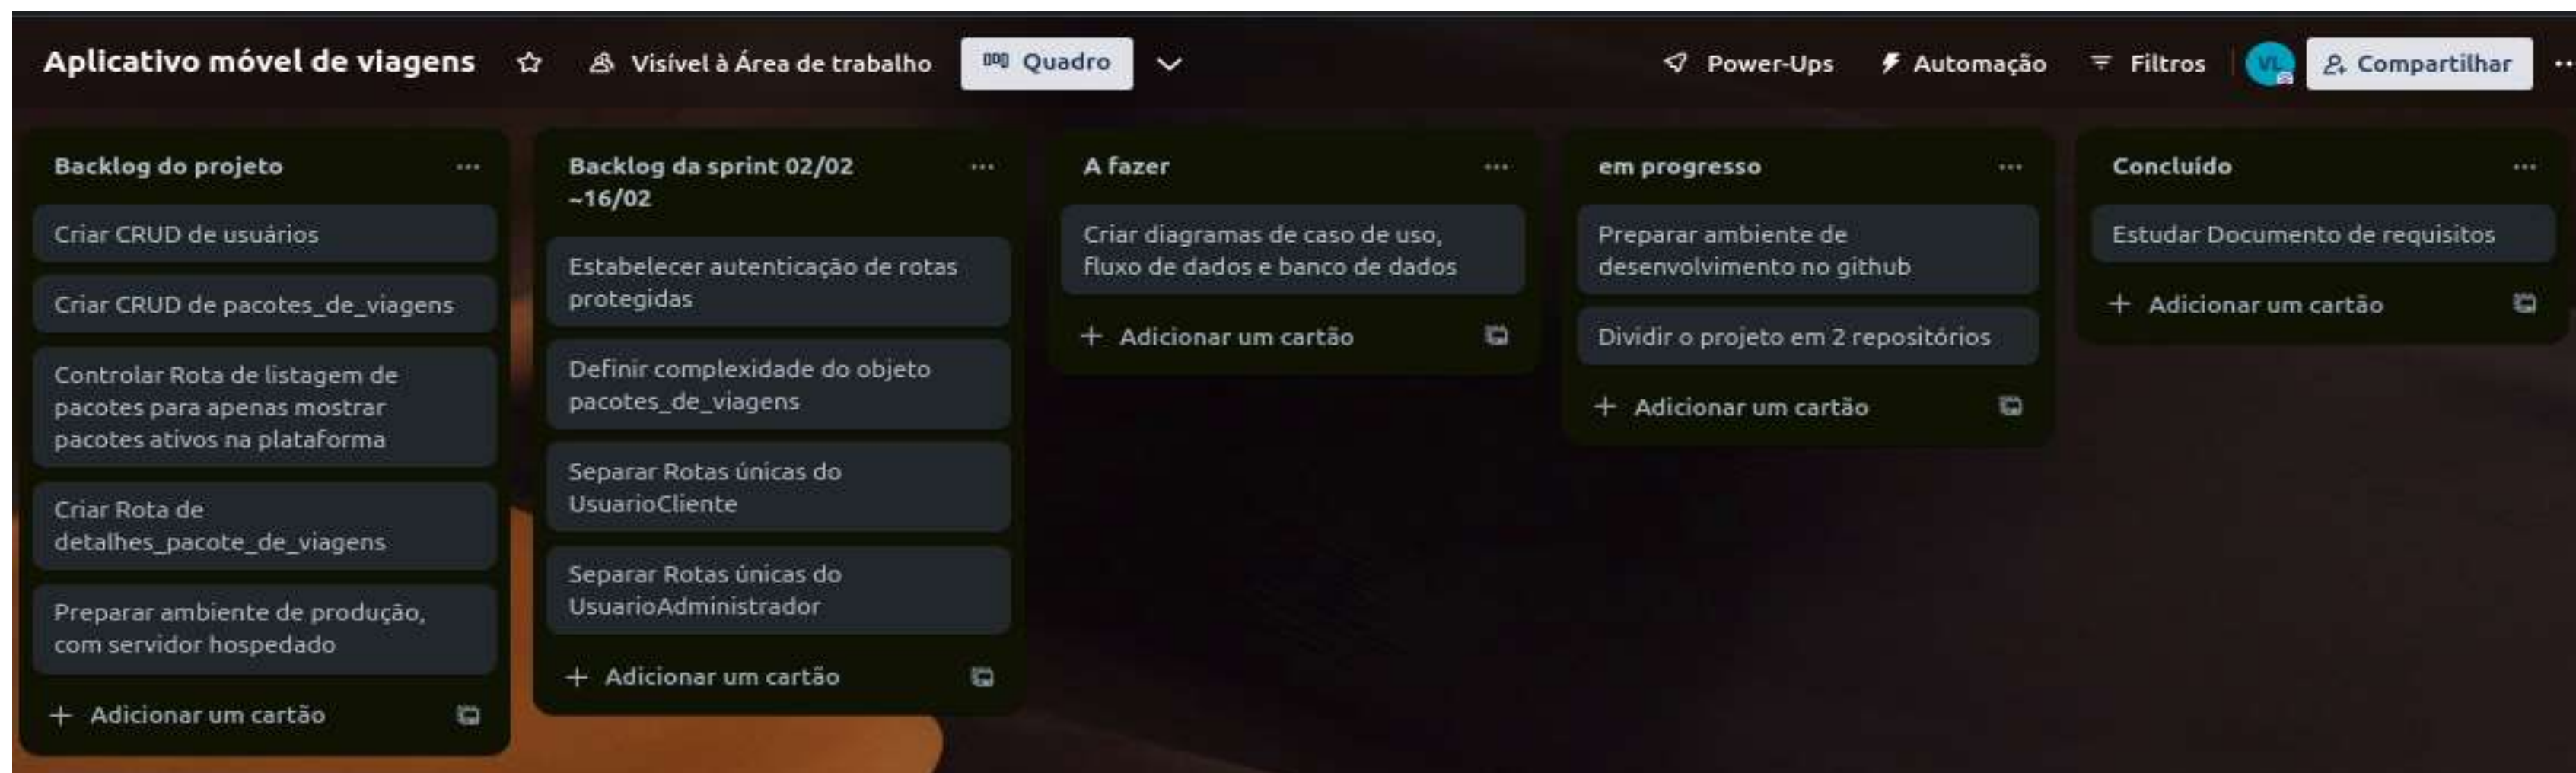 Aplicativo móvel de viagens
Visível à Área de trabalho
Quadro
Power-Ups
Automação
Filtros
VL
Compartilhar
Backlog do projeto
Criar CRUD de usuários
Criar CRUD de pacotes_de_viagens
Controlar Rota de listagem de
pacotes para apenas mostrar
pacotes ativos na plataforma
Criar Rota de
detalhes_pacote_de_viagens
Preparar ambiente de produção,
com servidor hospedado
+ Adicionar um cartão
Backlog da sprint 02/02
~16/02
Estabelecer autenticação de rotas
protegidas
Definir complexidade do objeto
pacotes_de_viagens
Separar Rotas únicas do
UsuarioCliente
Separar Rotas únicas do
UsuarioAdministrador
+ Adicionar um cartão
A fazer
Criar diagramas de caso de uso,
fluxo de dados e banco de dados
+ Adicionar um cartão
em progresso
Preparar ambiente de
desenvolvimento no github
Dividir o projeto em 2 repositórios
+ Adicionar um cartão
Concluído
Estudar Documento de requisitos
+ Adicionar um cartão